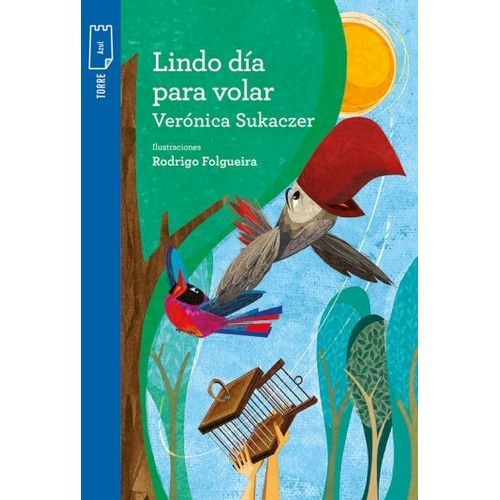 Azul
TORRE
Lindo día
para volar
Verónica Sukaczer
Ilustraciones
Rodrigo Folgueira